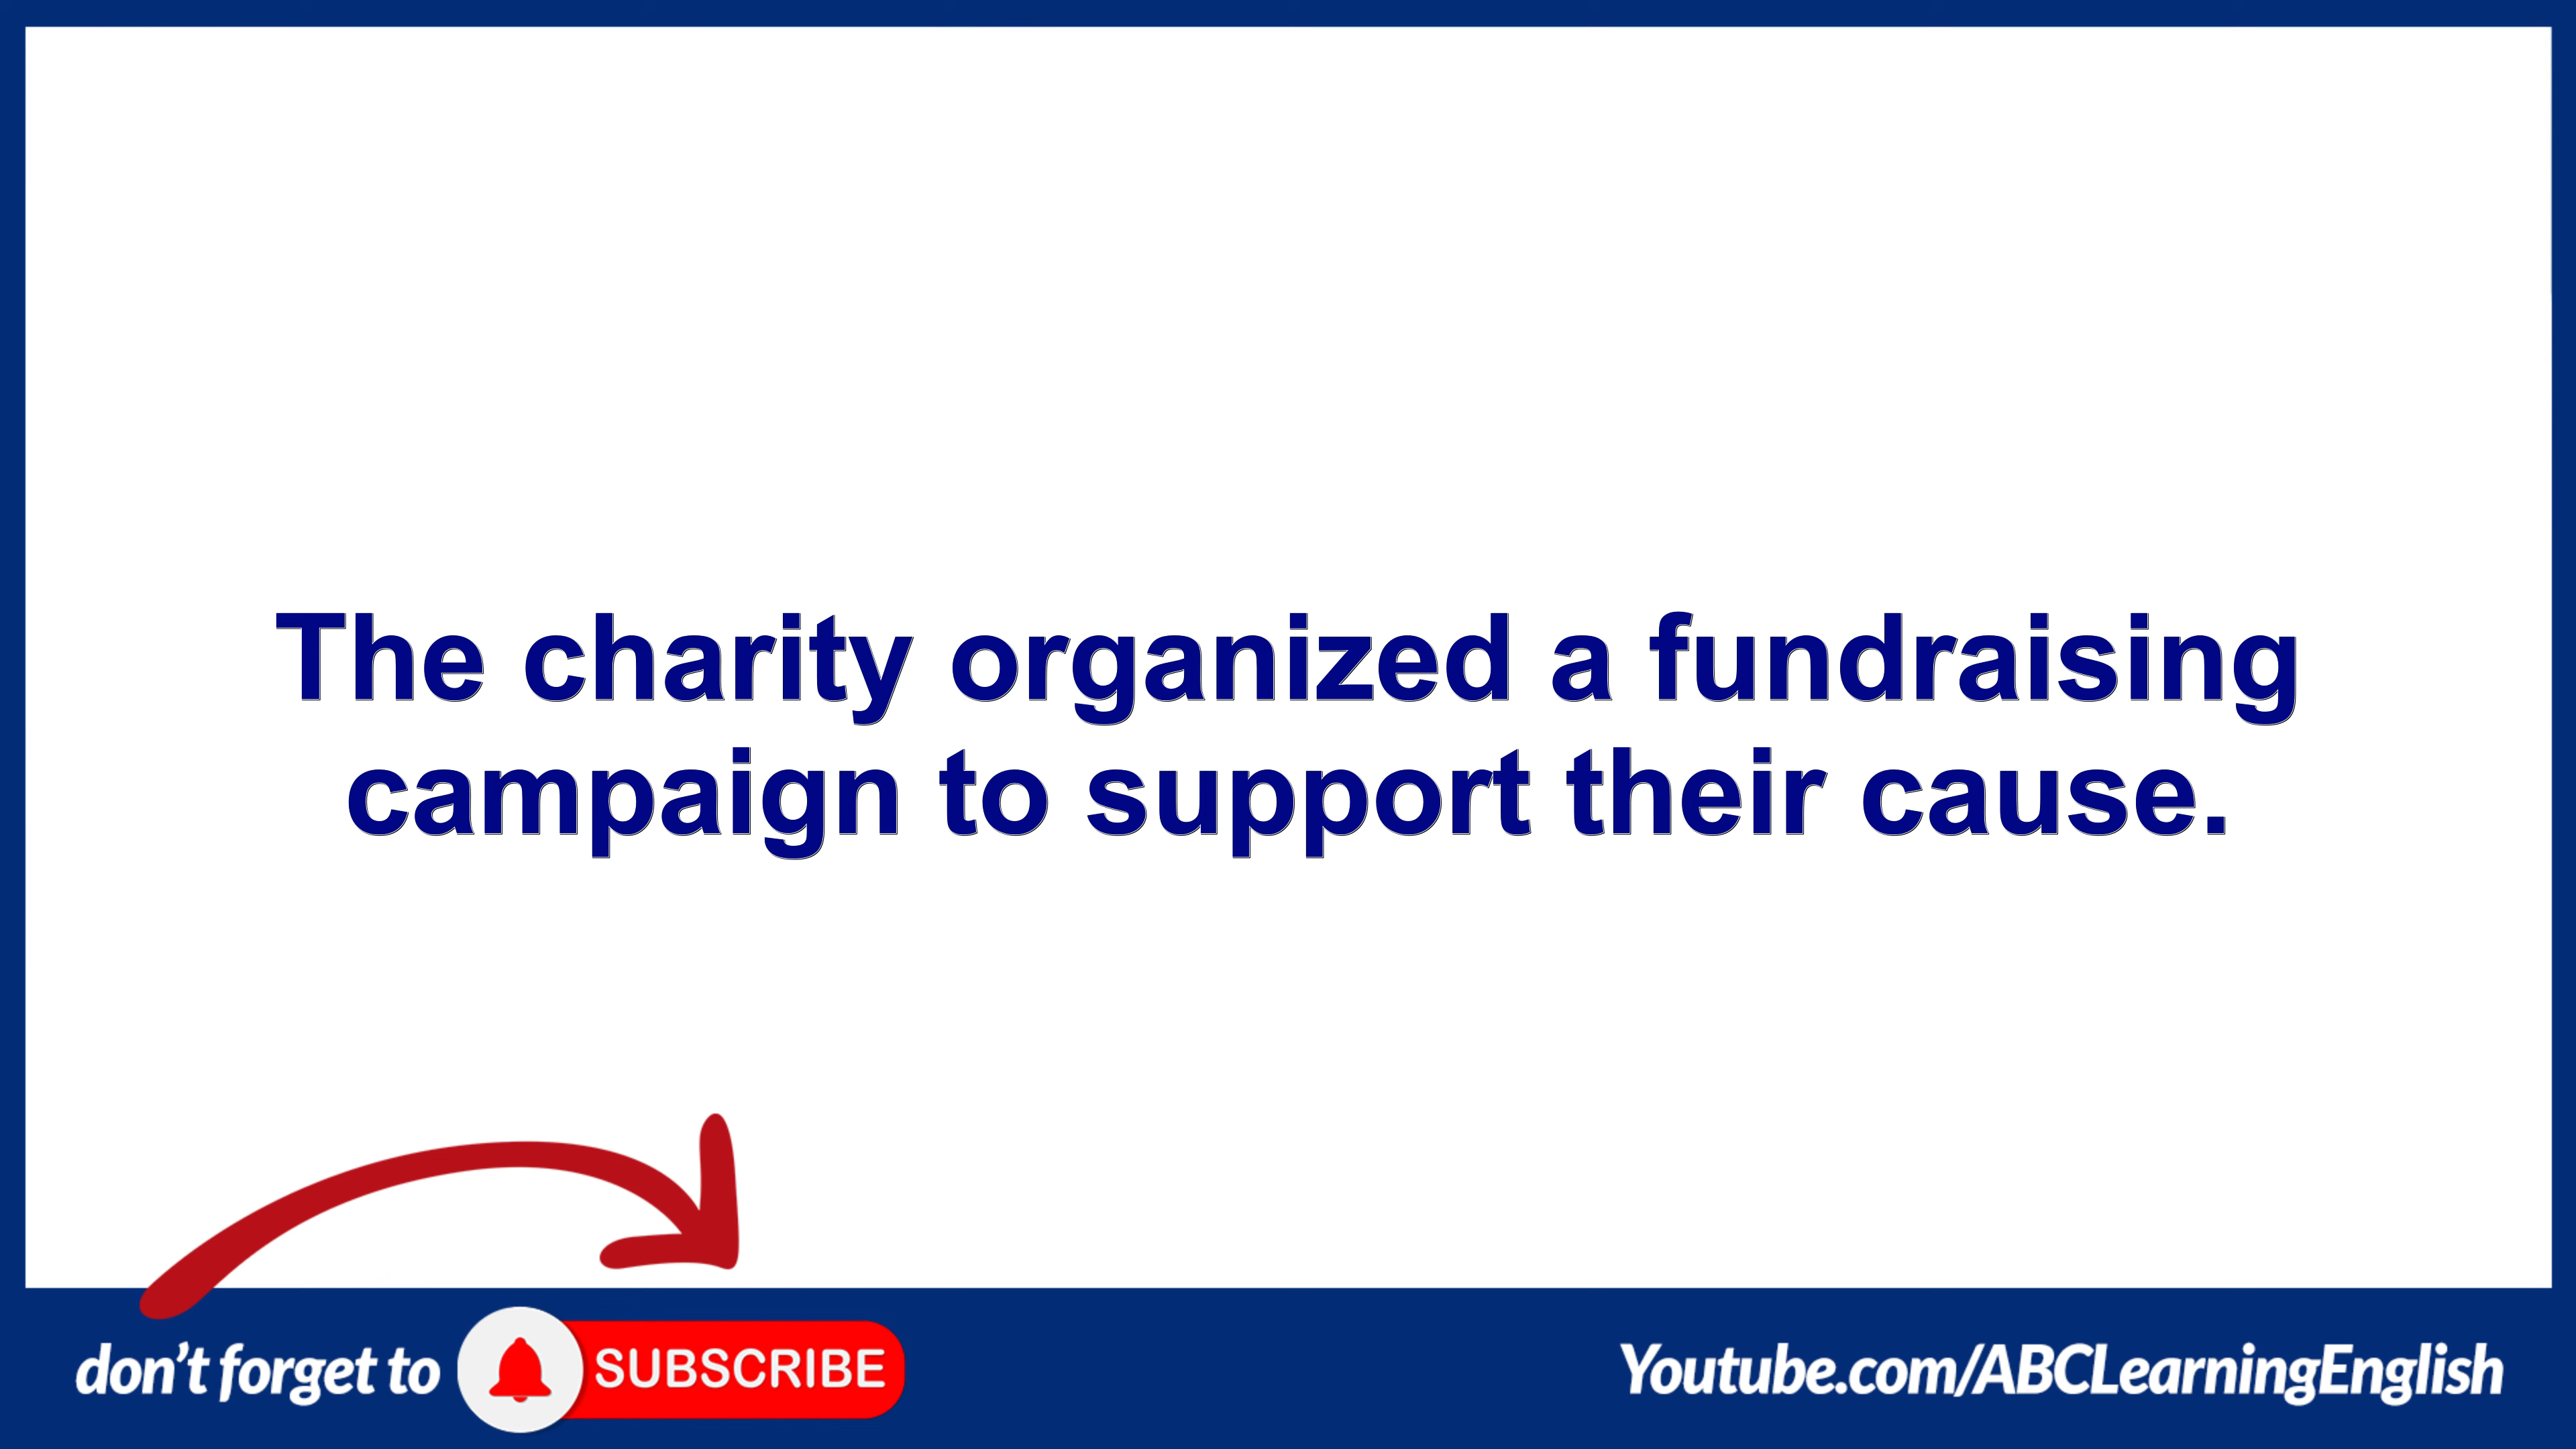 The charity organized a fundraising
campaign to support their cause.
don't forget to SUBSCRIBE
Youtube.com/ABCLearningEnglish